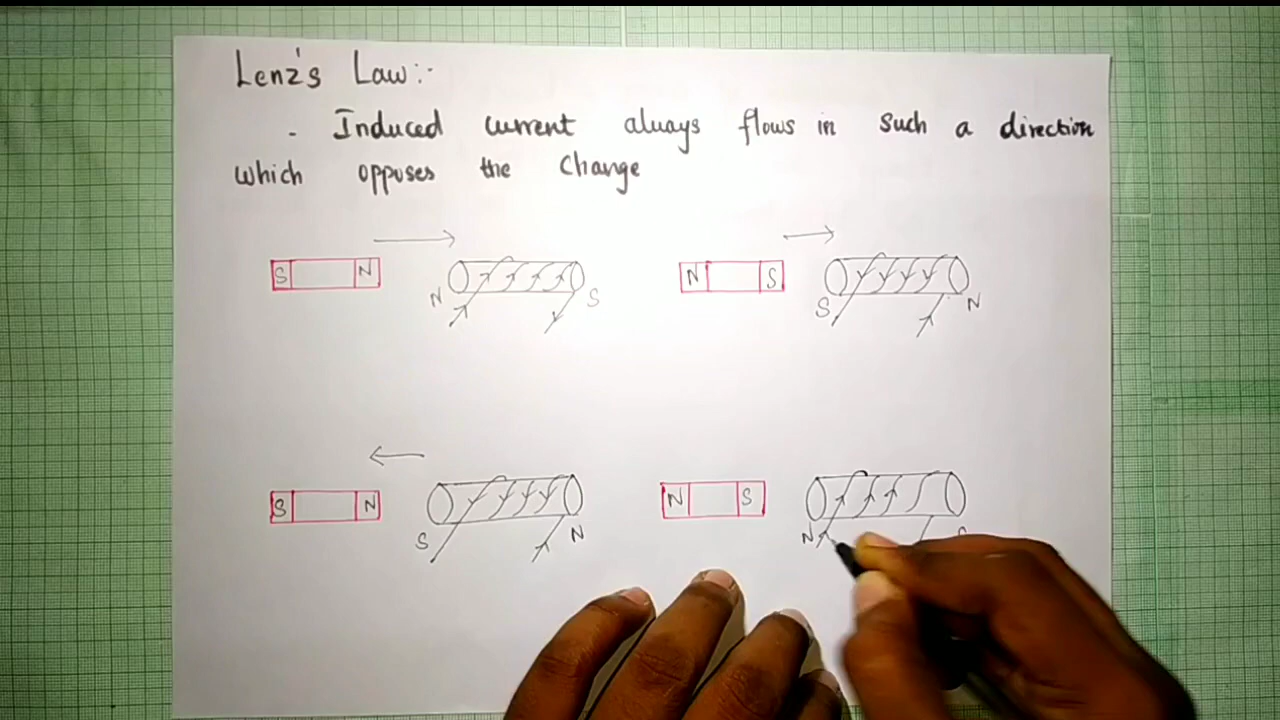 Lenz's Law:-
- Induced current always flows in such a direction
which opposes the change
S N N S
N S S N
S N N S
S N N S